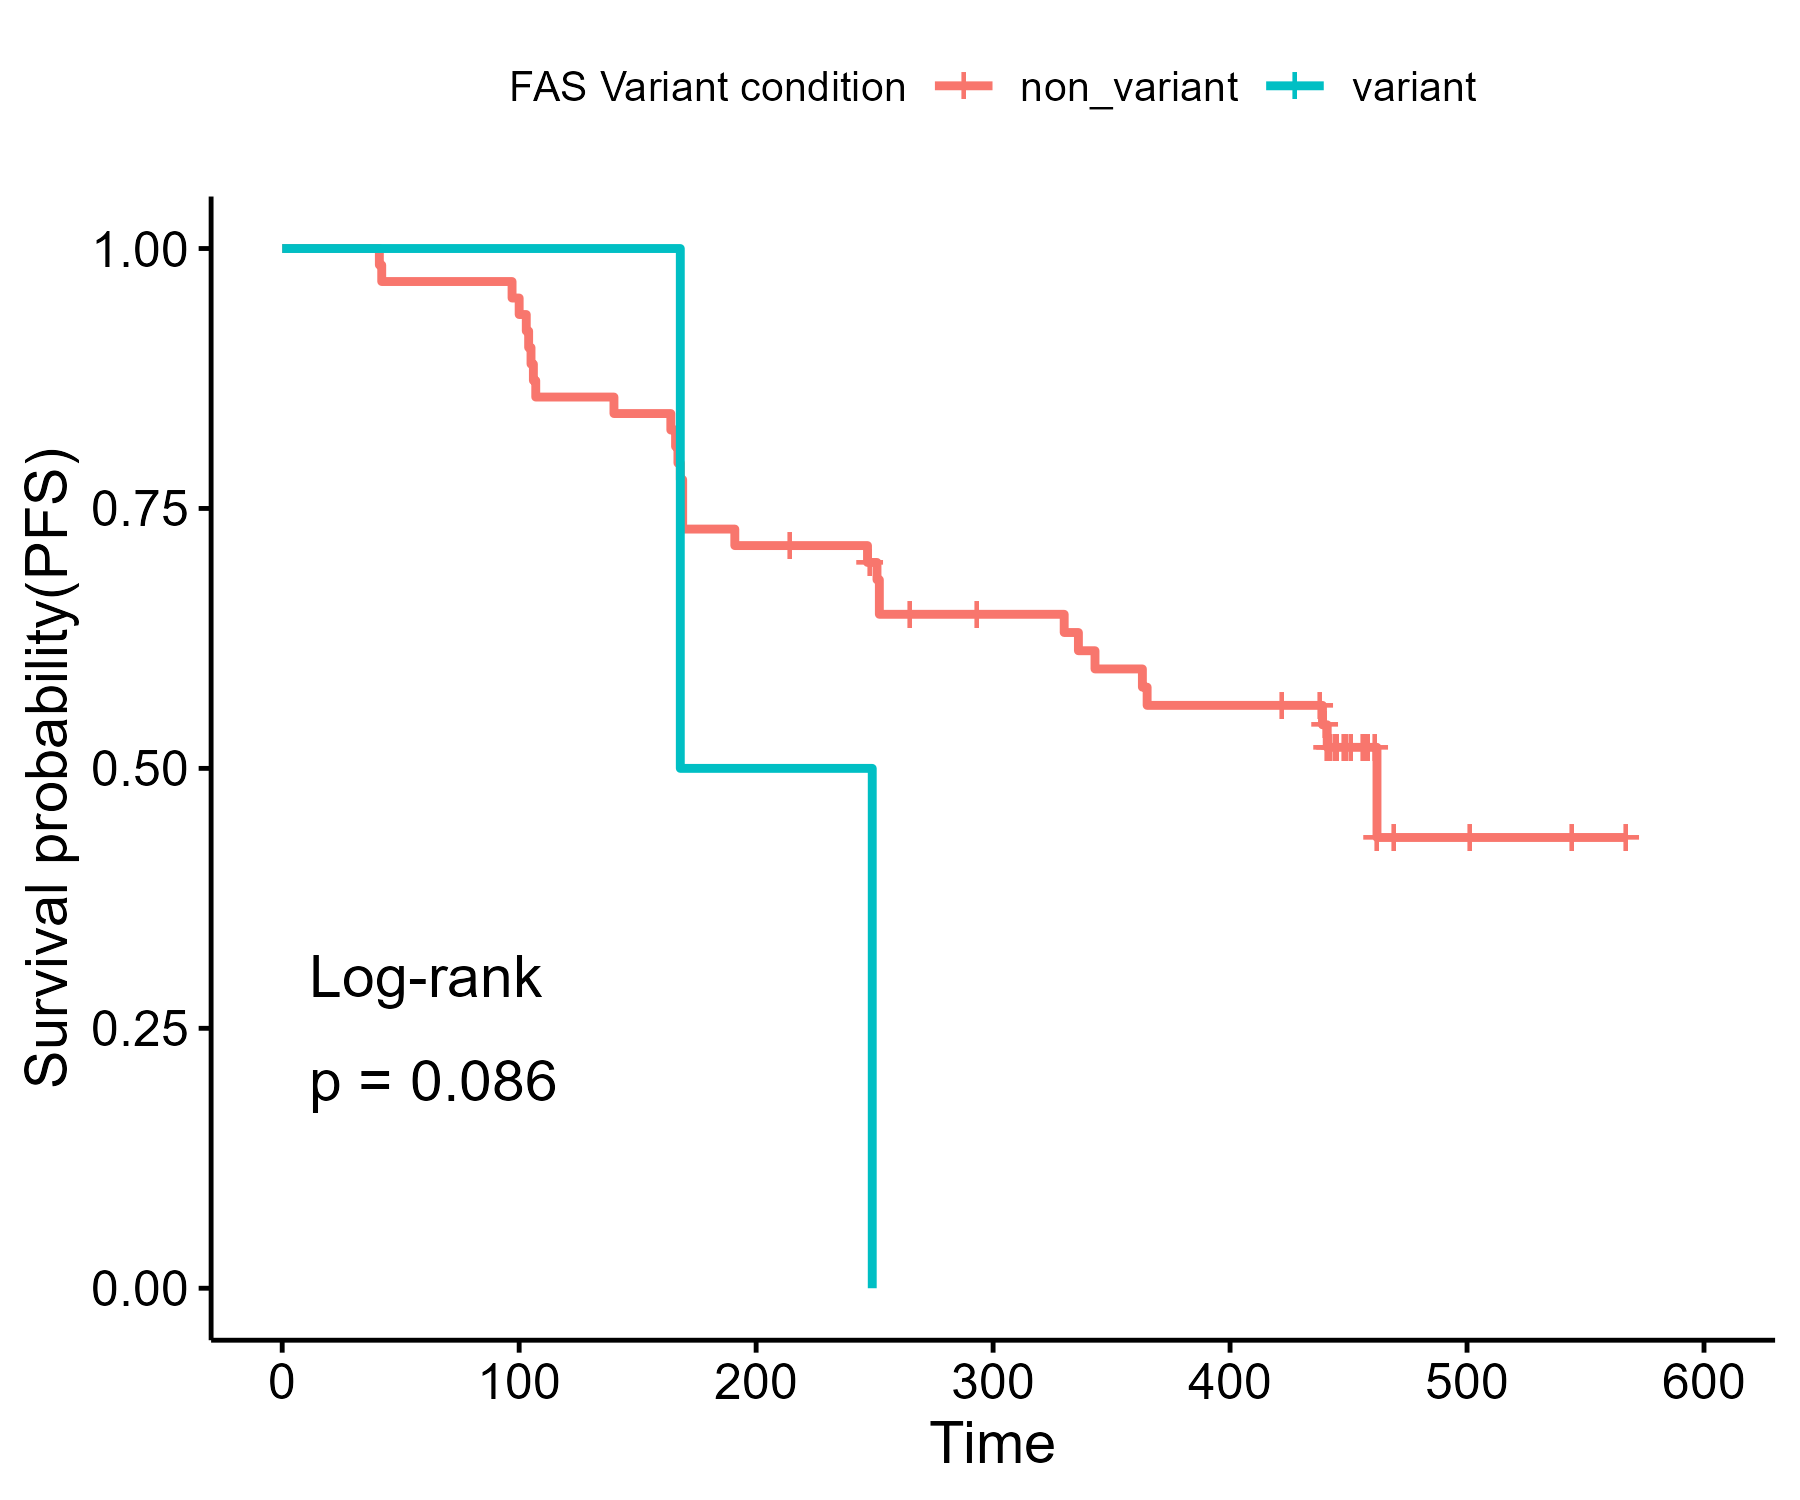 FAS Variant condition non_variant variant
1.00
0.75
0.50
0.25
0.00
Survival probability(PFS)
Log-rank
p = 0.086
0 100 200 300 400 500 600
Time